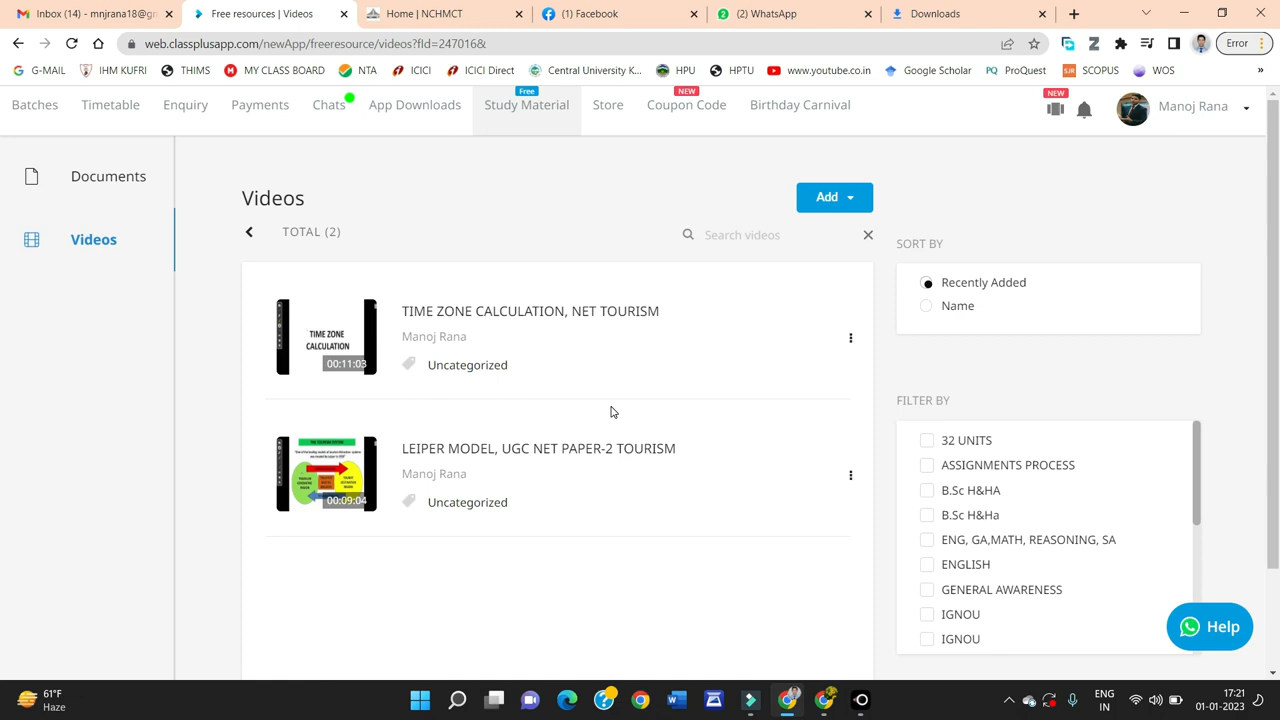 Inbox (14) - mnjrana18@gm
Free resources | Videos
Home | NCHMCT
(1) Facebook
(2) WhatsApp
Downloads
web.classplusapp.com/newApp/freeresource/videos?fId=247016&
Error
G-MAIL
IHM KUFRI
THIMS
MY CLASS BOARD
NTA
ICICI
ICICI Direct
Central University K...
HPU
HPTU
www.youtube.co.in
Google Scholar
ProQuest
SCOPUS
WOS
»
Batches
Timetable
Enquiry
Payments
Chats
App Downloads
Free
Study Material
Store
NEW
Coupon Code
Birthday Carnival
NEW
Manoj Rana
Documents
Videos
Videos
Add
TOTAL (2)
Search videos
SORT BY
Recently Added
Name
TIME ZONE
CALCULATION
00:11:03
TIME ZONE CALCULATION, NET TOURISM
Manoj Rana
Uncategorized
00:09:04
LEIPER MODEL, UGC NET PAPER-2 TOURISM
Manoj Rana
Uncategorized
FILTER BY
32 UNITS
ASSIGNMENTS PROCESS
B.Sc H&HA
B.Sc H&Ha
ENG, GA,MATH, REASONING, SA
ENGLISH
GENERAL AWARENESS
IGNOU
IGNOU
Help
61°F
Haze
ENG
IN
17:21
01-01-2023